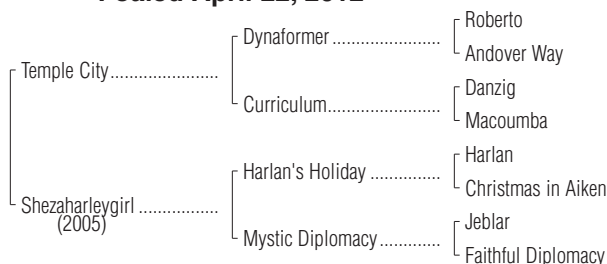 Foaled April 22, 2012
Roberto
Dynaformer
Andover Way
Temple City
Danzig
Curriculum
Macoumba
Harlan
Harlan's Holiday
Christmas in Aiken
Shezaharleygirl
(2005)
Jeblar
Mystic Diplomacy
Faithful Diplomacy